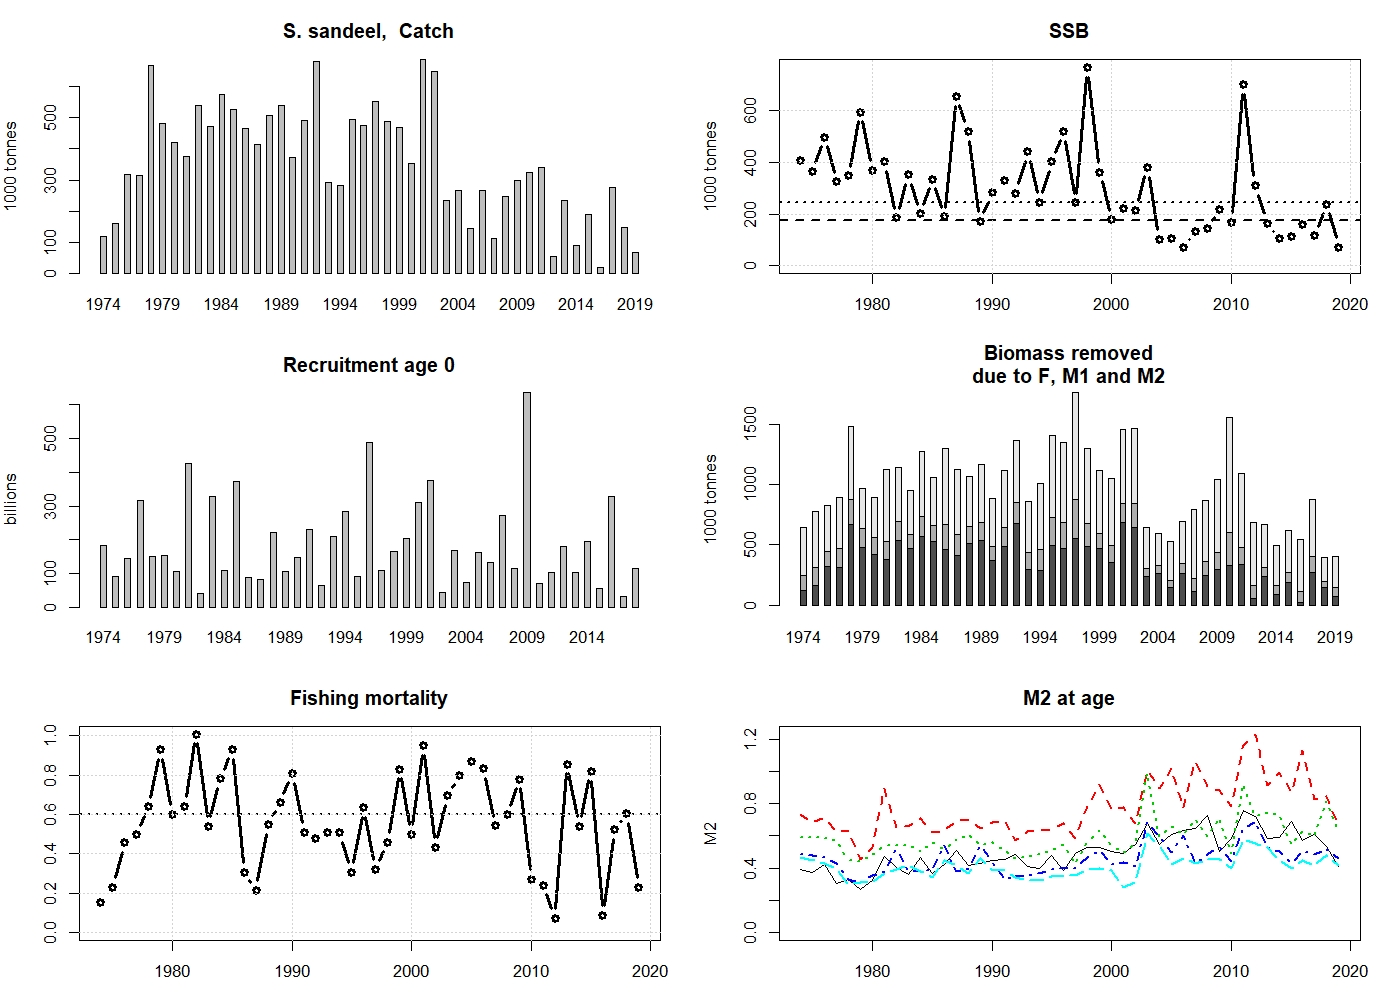 S. sandeel,  Catch
1000 tonnes
0 100 300 500
1974 1979 1984 1989 1994 1999 2004 2009 2014 2019
SSB
1000 tonnes
0 200 400 600
1980 1990 2000 2010 2020
Recruitment age 0
billions
0 100 300 500
1974 1979 1984 1989 1994 1999 2004 2009 2014
Biomass removed
due to F, M1 and M2
1000 tonnes
0 500 1000 1500
1974 1979 1984 1989 1994 1999 2004 2009 2014 2019
Fishing mortality
0.0 0.2 0.4 0.6 0.8 1.0
1980 1990 2000 2010 2020
M2 at age
M2
0.0 0.4 0.8 1.2
1980 1990 2000 2010 2020